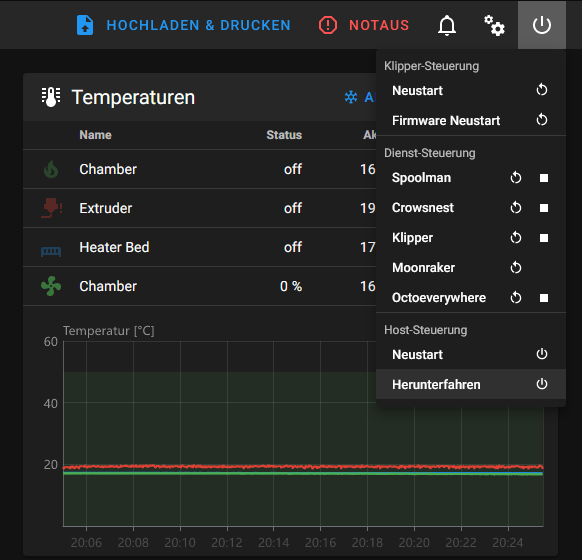 HOCHLADEN & DRUCKEN NOTAUS
Temperaturen A
Name Status Ak
Chamber off 16
Extruder off 19
Heater Bed off 17
Chamber 0 % 16
Temperatur [°C]
60
40
20
20:06 20:08 20:10 20:12 20:14 20:16 20:18 20:20 20:22 20:24
Klipper-Steuerung
Neustart
Firmware Neustart
Dienst-Steuerung
Spoolman
Crowsnest
Klipper
Moonraker
Octoeverywhere
Host-Steuerung
Neustart
Herunterfahren